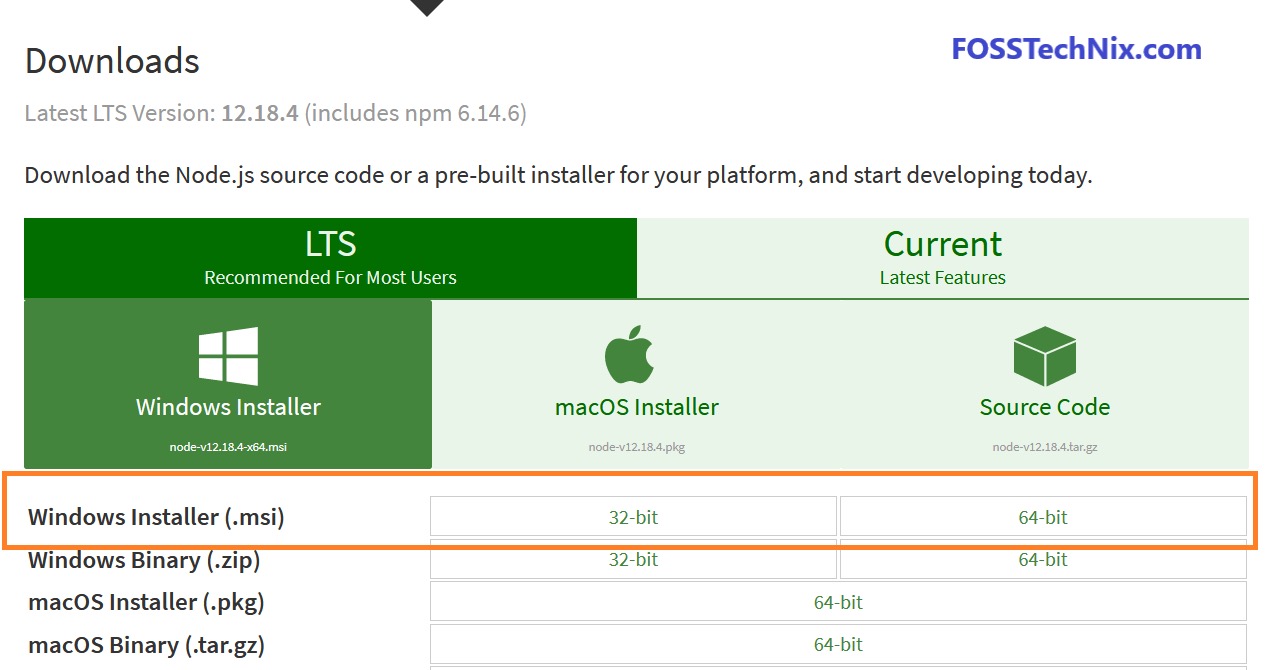 FOSSTechNix.com
Downloads
Latest LTS Version: 12.18.4 (includes npm 6.14.6)
Download the Node.js source code or a pre-built installer for your platform, and start developing today.
LTS
Recommended For Most Users
Current
Latest Features
Windows Installer
node-v12.18.4-x64.msi
macOS Installer
node-v12.18.4.pkg
Source Code
node-v12.18.4.tar.gz
Windows Installer (.msi) 32-bit 64-bit
Windows Binary (.zip) 32-bit 64-bit
macOS Installer (.pkg) 64-bit
macOS Binary (.tar.gz) 64-bit